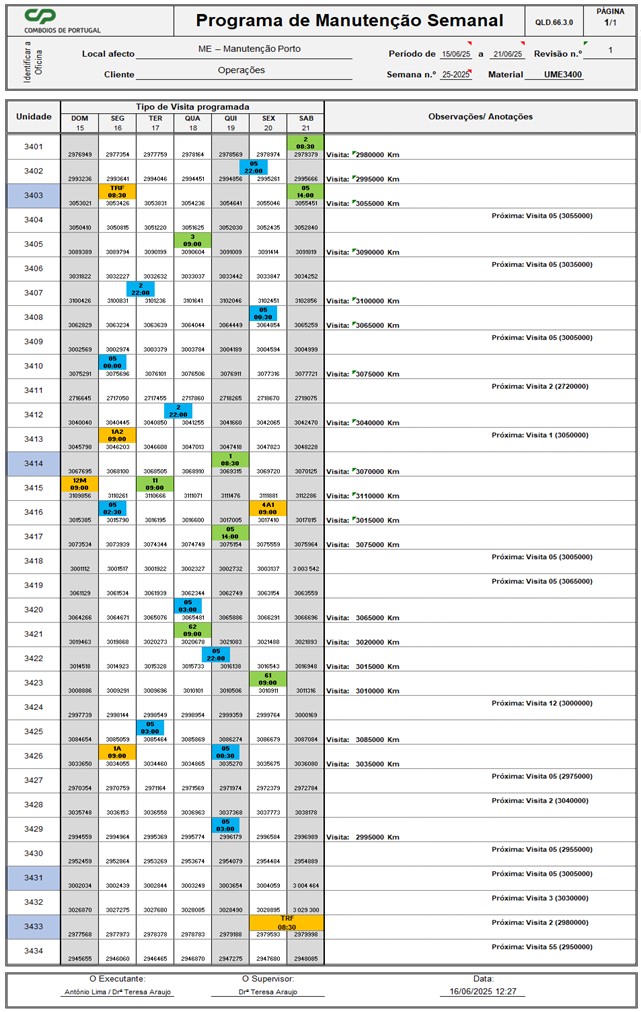 CP
COMBOIOS DE PORTUGAL
Programa de Manutenção Semanal
QLD.66.3.0
PÁGINA
1/1
Identificar a Oficina
Local afecto ME – Manutenção Porto
Período de 15/06/25 a 21/06/25 Revisão n.º 1
Cliente Operações
Semana n.º 25-2025 Material UME3400
Unidade Tipo de Visita programada Observações/ Anotações
DOM SEG TER QUA QUI SEX SAB
15 16 17 18 19 20 21
2
08:30
3401 2976949 2977354 2977759 2978164 2978569 2978974 2979379 Visita: 2980000 Km
05
22:00
3402 2993236 2993641 2994046 2994451 2994856 2995261 2995666 Visita: 2995000 Km
TRF 05
08:30 14:00
3403 3053021 3053426 3053831 3054236 3054641 3055046 3055451 Visita: 3055000 Km
3404 Próxima: Visita 05 (3055000)
3050410 3050815 3051220 3051625 3052030 3052435 3052840
3
09:00
3405 3089389 3089794 3090199 3090604 3091009 3091414 3091819 Visita: 3090000 Km
3406 Próxima: Visita 05 (3035000)
3031822 3032227 3032632 3033037 3033442 3033847 3034252
2
22:00
3407 3100426 3100831 3101236 3101641 3102046 3102451 3102856 Visita: 3100000 Km
05
00:30
3408 3062829 3063234 3063639 3064044 3064449 3064854 3065259 Visita: 3065000 Km
3409 Próxima: Visita 05 (3005000)
3002569 3002974 3003379 3003784 3004189 3004594 3004999
05
00:00
3410 3075291 3075696 3076101 3076506 3076911 3077316 3077721 Visita: 3075000 Km
3411 Próxima: Visita 2 (2720000)
2716645 2717050 2717455 2717860 2718265 2718670 2719075
2
22:00
3412 3040040 3040445 3040850 3041255 3041660 3042065 3042470 Visita: 3040000 Km
1A2
09:00
3413 Próxima: Visita 1 (3050000)
3045798 3046203 3046608 3047013 3047418 3047823 3048228
1
08:30
3414 3067695 3068100 3068505 3068910 3069315 3069720 3070125 Visita: 3070000 Km
12M 11
09:00 09:00
3415 3109856 3110261 3110666 3111071 3111476 3111881 3112286 Visita: 3110000 Km
05 4A1
02:30 09:00
3416 3015385 3015790 3016195 3016600 3017005 3017410 3017815 Visita: 3015000 Km
05
14:00
3417 3073534 3073939 3074344 3074749 3075154 3075559 3075964 Visita: 3075000 Km
3418 Próxima: Visita 05 (3005000)
3001112 3001517 3001922 3002327 3002732 3003137 3 003 542
3419 Próxima: Visita 05 (3065000)
3061129 3061534 3061939 3062344 3062749 3063154 3063559
05
03:00
3420 3064266 3064671 3065076 3065481 3065886 3066291 3066696 Visita: 3065000 Km
62
09:00
3421 3019463 3019868 3020273 3020678 3021083 3021488 3021893 Visita: 3020000 Km
05
22:00
3422 3014518 3014923 3015328 3015733 3016138 3016543 3016948 Visita: 3015000 Km
61
09:00
3423 3008886 3009291 3009696 3010101 3010506 3010911 3011316 Visita: 3010000 Km
3424 Próxima: Visita 12 (3000000)
2997739 2998144 2998549 2998954 2999359 2999764 3000169
05
03:00
3425 3084654 3085059 3085464 3085869 3086274 3086679 3087084 Visita: 3085000 Km
1A 05
09:00 00:30
3426 3033650 3034055 3034460 3034865 3035270 3035675 3036080 Visita: 3035000 Km
3427 Próxima: Visita 05 (2975000)
2970354 2970759 2971164 2971569 2971974 2972379 2972784
3428 Próxima: Visita 2 (3040000)
3035748 3036153 3036558 3036963 3037368 3037773 3038178
05
03:00
3429 2994559 2994964 2995369 2995774 2996179 2996584 2996989 Visita: 2995000 Km
3430 Próxima: Visita 05 (2955000)
2952459 2952864 2953269 2953674 2954079 2954484 2954889
3431 Próxima: Visita 05 (3005000)
3002034 3002439 3002844 3003249 3003654 3004059 3 004 464
3432 Próxima: Visita 3 (3030000)
3026870 3027275 3027680 3028085 3028490 3028895 3 029 300
TRF
08:30
3433 Próxima: Visita 2 (2980000)
2977568 2977973 2978378 2978783 2979188 2979593 2979998
3434 Próxima: Visita 55 (2950000)
2945655 2946060 2946465 2946870 2947275 2947680 2948085
O Executante: O Supervisor: Data:
António Lima / Drª Teresa Araujo Drª Teresa Araujo 16/06/2025 12:27